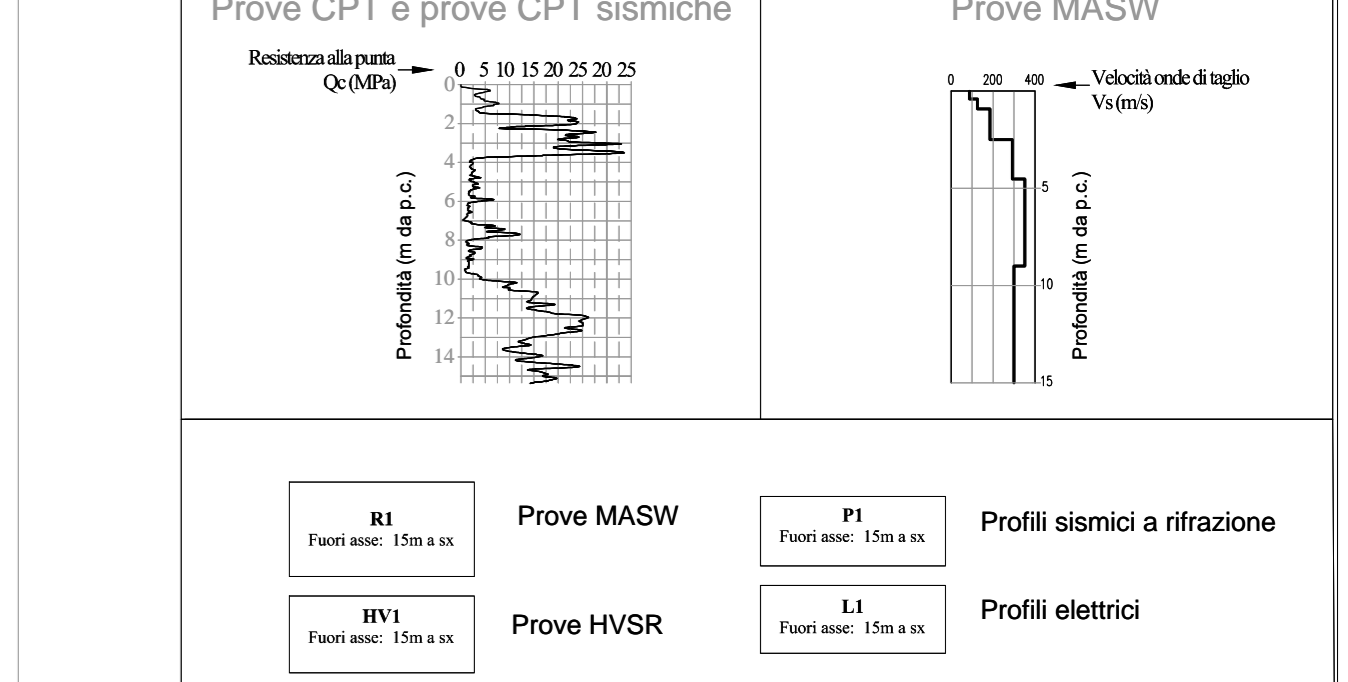 Prove CPT e prove CPT sismiche
Resistenza alla punta
Qc (MPa)
0 5 10 15 20 25 20 25
0
2
4
6
8
10
12
14
Profondità (m da p.c.)
Prove MASW
0 200 400
Velocità onde di taglio
Vs (m/s)
5
10
15
Profondità (m da p.c.)
R1
Fuori asse: 15m a sx
Prove MASW
P1
Fuori asse: 15m a sx
Profili sismici a rifrazione
HV1
Fuori asse: 15m a sx
Prove HVSR
L1
Fuori asse: 15m a sx
Profili elettrici